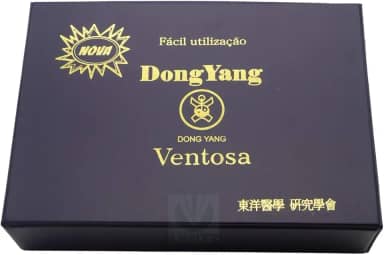 NOVA
Fácil utilização
DongYang
DONG YANG
Ventosa
東洋醫學 研究學會